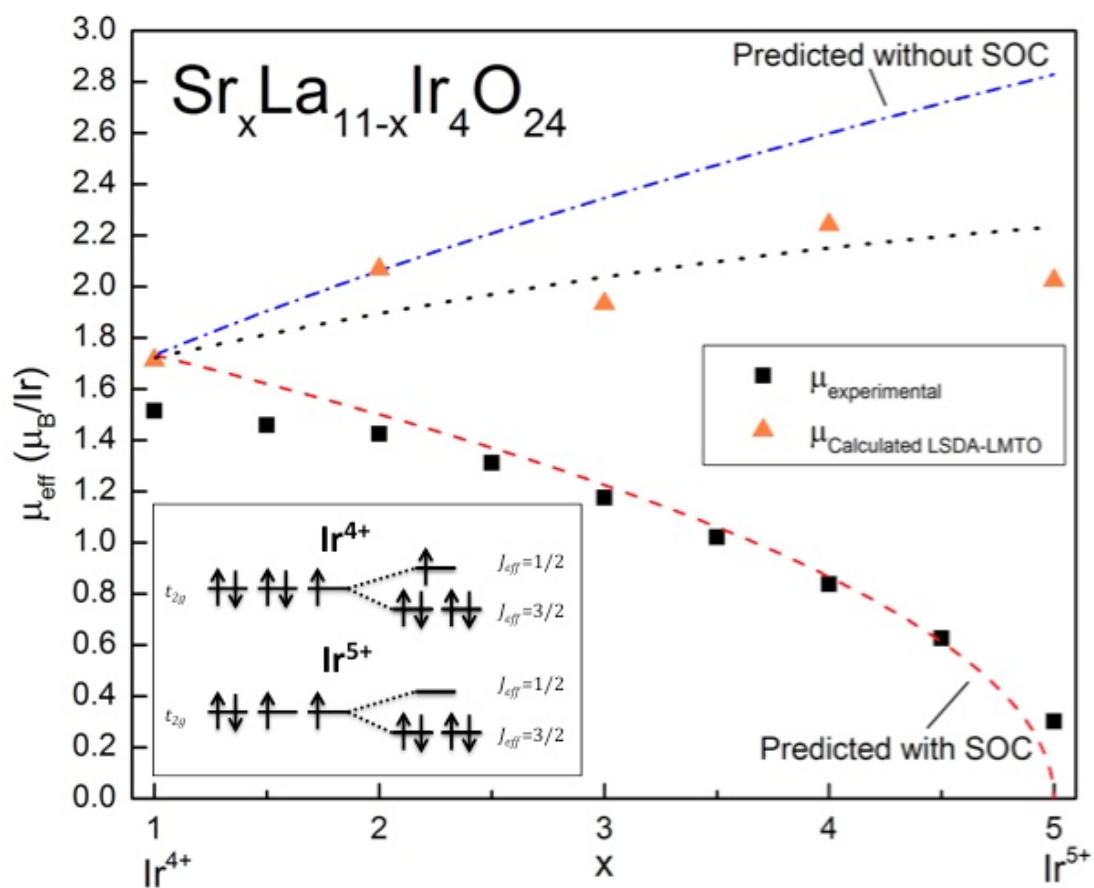 SrₓLa₁₁₋ₓIr₄O₂₄
Predicted without SOC
3.0
2.8
2.6
2.4
2.2
2.0
1.8
1.6
1.4
1.2
1.0
0.8
0.6
0.4
0.2
0.0
μeff (μB/Ir)
μexperimental
μCalculated LSDA-LMTO
Ir⁴⁺
t2g
Jeff=1/2
Jeff=3/2
Ir⁵⁺
t2g
Jeff=1/2
Jeff=3/2
Predicted with SOC
1 2 3 4 5
Ir⁴⁺ x Ir⁵⁺